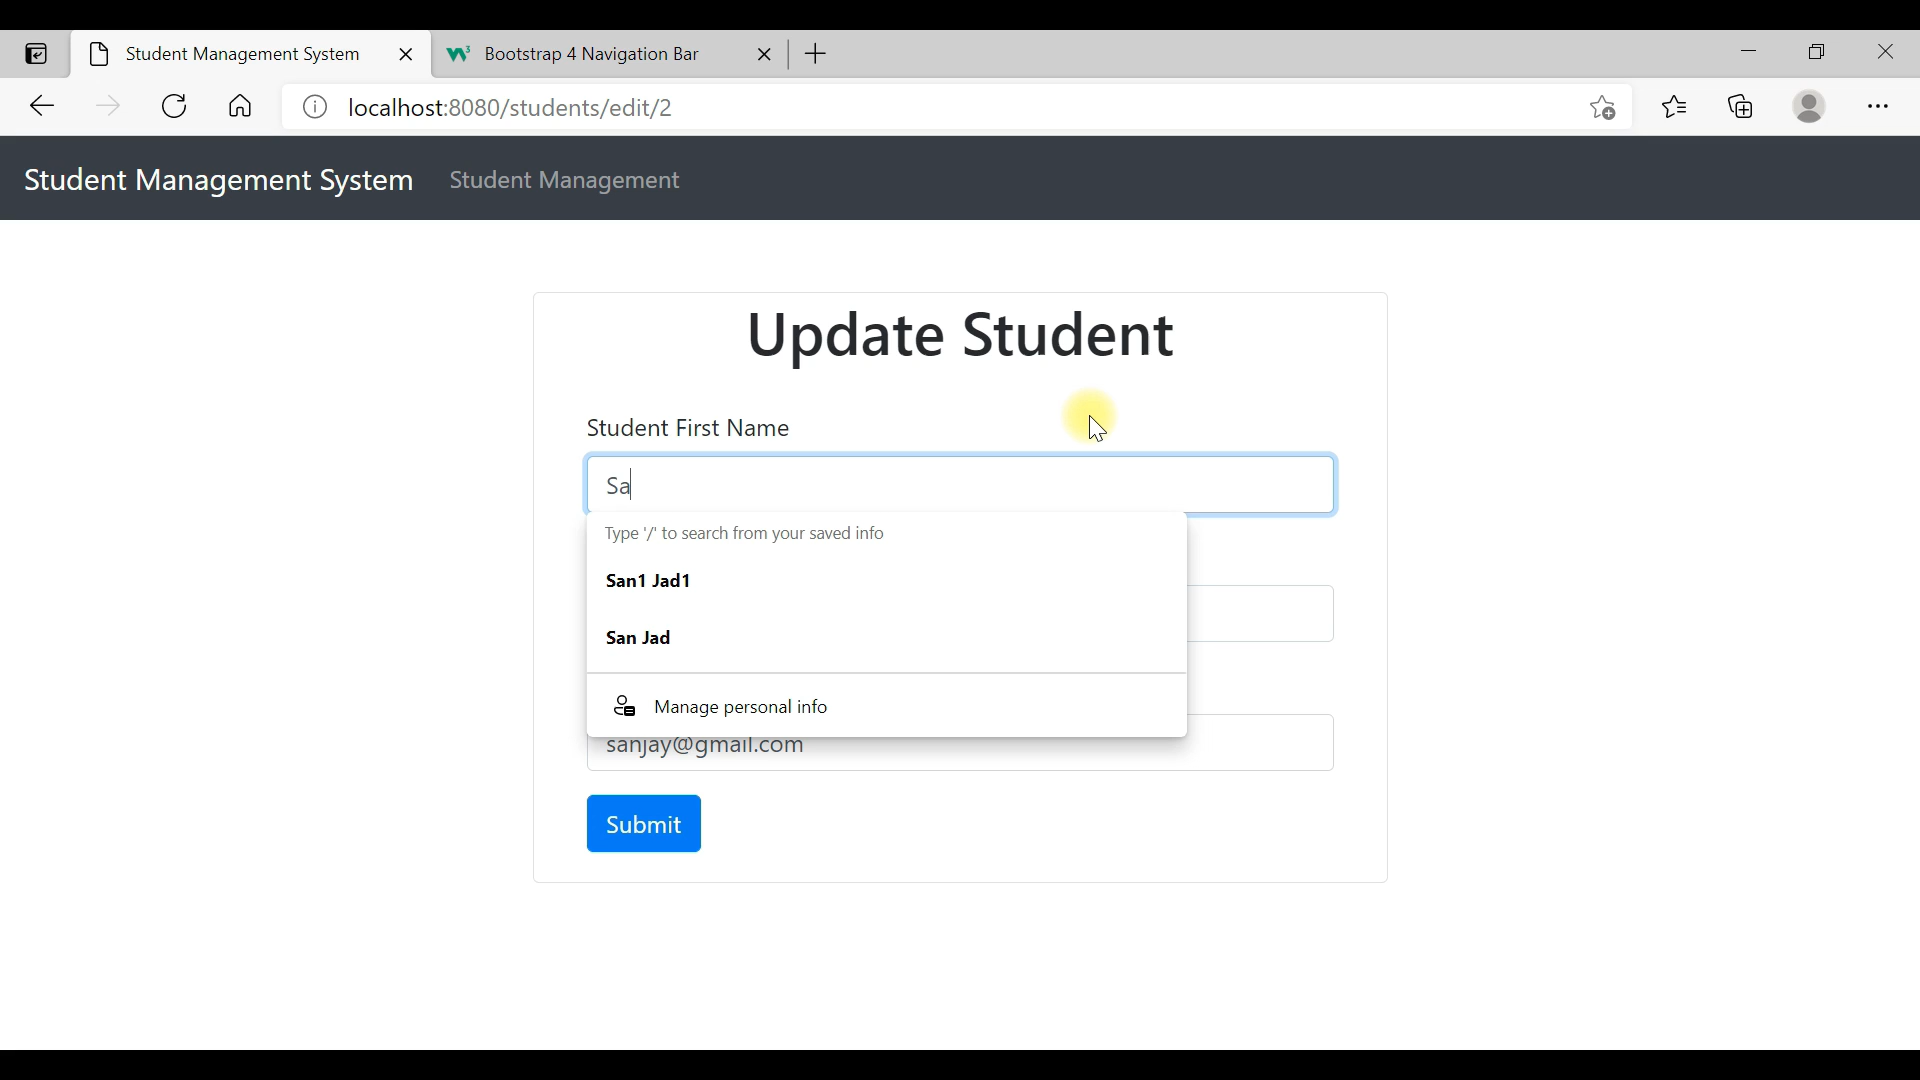 Student Management System
Bootstrap 4 Navigation Bar
localhost:8080/students/edit/2
Student Management System Student Management
Update Student
Student First Name
Sa
Type '/' to search from your saved info
San1 Jad1
San Jad
Manage personal info
sanjay@gmail.com
Submit